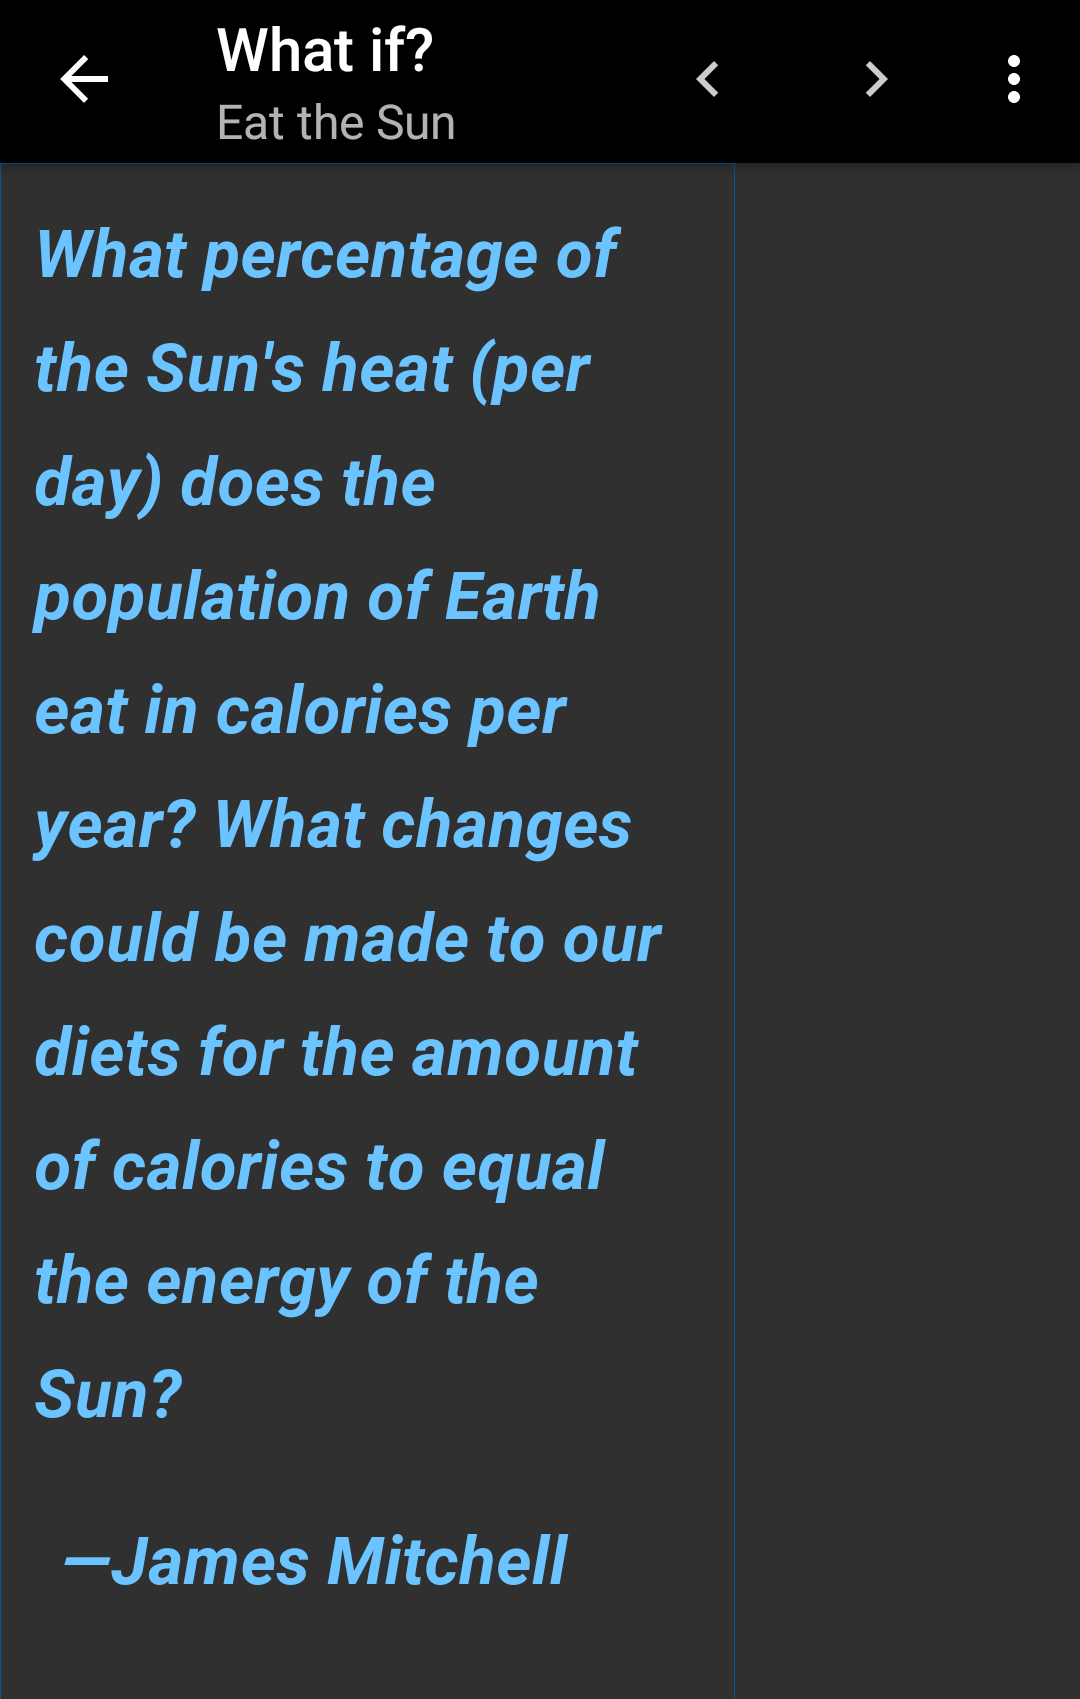 What if?
Eat the Sun
What percentage of
the Sun's heat (per
day) does the
population of Earth
eat in calories per
year? What changes
could be made to our
diets for the amount
of calories to equal
the energy of the
Sun?
—James Mitchell